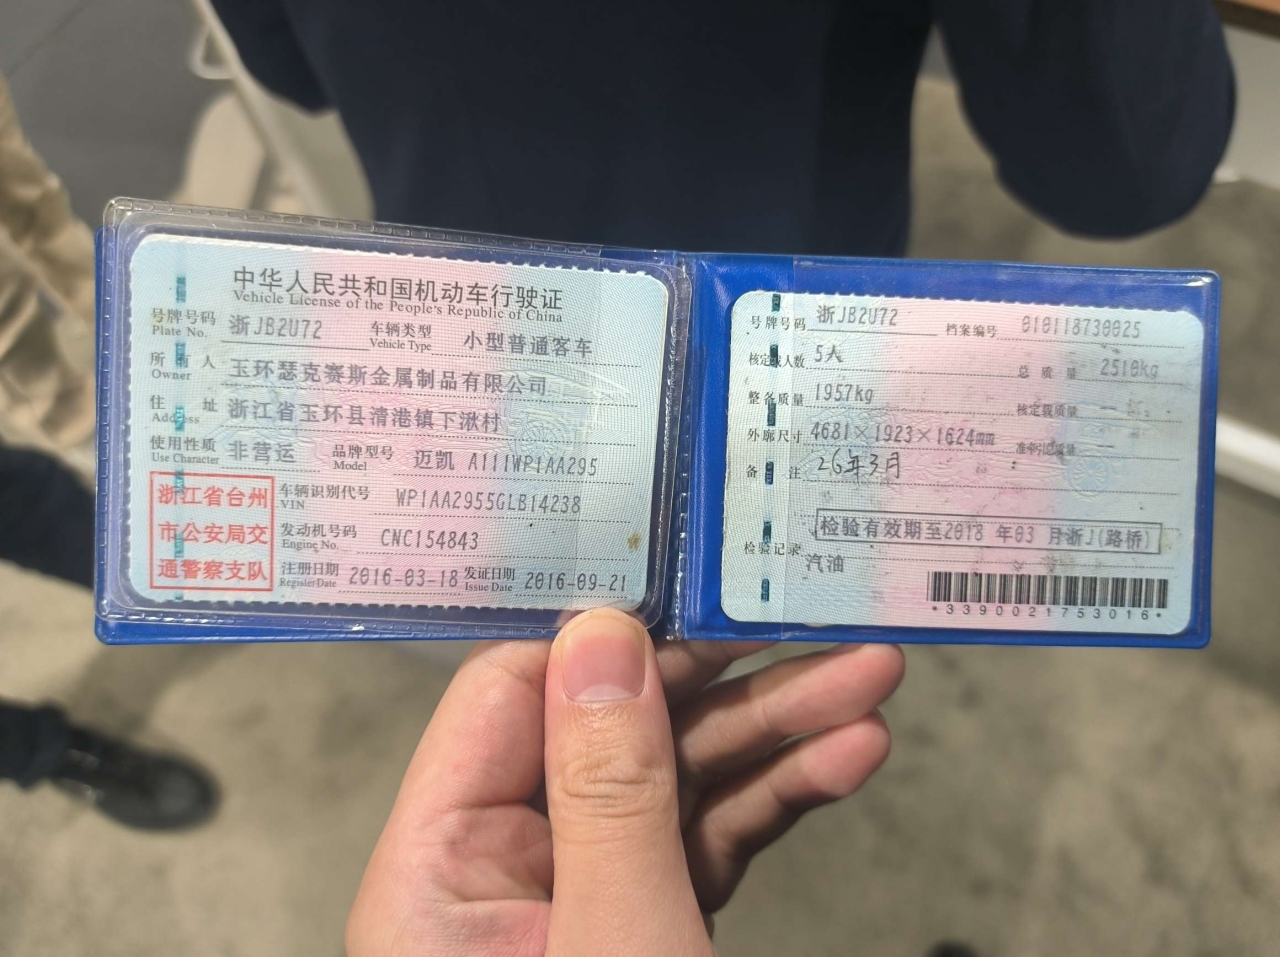 中华人民共和国机动车行驶证
Vehicle License of the People's Republic of China
号牌号码 浙JB2U72 车辆类型 小型普通客车
Plate No. Vehicle Type
所有人 玉环瑟克赛斯金属制品有限公司
Owner
住址 浙江省玉环县清港镇下湫村
Address
使用性质 非营运 品牌型号 迈凯 A111WP1AA295
Use Character Model
浙江省台州
市公安局交
通警察支队
车辆识别代号 WP1AA2955GLB14238
VIN
发动机号码 CNC154843
Engine No.
注册日期 2016-03-18 发证日期 2016-09-21
Register Date Issue Date
号牌号码 浙JB2U72 档案编号 010118730025
核定载人数 5人 总质量 2510kg
整备质量 1957kg 核定载质量 —
外廓尺寸 4681×1923×1624mm 准牵引总质量 —
备注 26年3月
检验有效期至2018 年03 月浙J(路桥)
检验记录
汽油
*3390021753016*